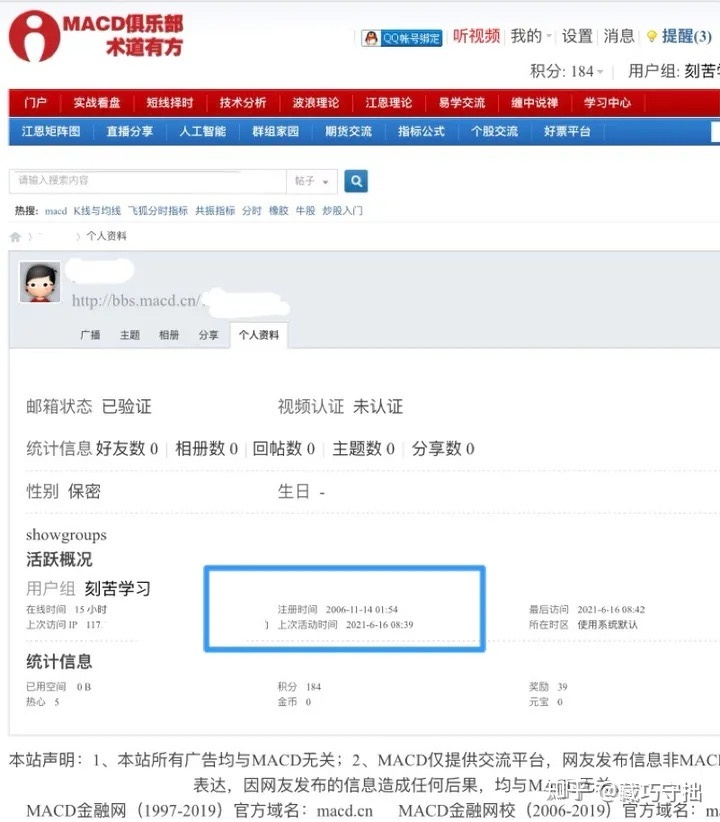 MACD俱乐部
术道有方
QQ帐号绑定 听视频 我的 设置 消息 提醒(3)
积分: 184 用户组: 刻苦学
门户 实战看盘 短线择时 技术分析 波浪理论 江恩理论 易学交流 缠中说禅 学习中心
江恩矩阵图 直播分享 人工智能 群组家园 期货交流 指标公式 个股交流 好票平台
请输入搜索内容 帖子
热搜: macd K线与均线 飞狐分时指标 共振指标 分时 橡胶 牛股 炒股入门
个人资料
http://bbs.macd.cn/
广播 主题 相册 分享 个人资料
邮箱状态 已验证 视频认证 未认证
统计信息 好友数 0 | 相册数 0 | 回帖数 0 | 主题数 0 | 分享数 0
性别 保密 生日 -
showgroups
活跃概况
用户组 刻苦学习
在线时间 15 小时 注册时间 2006-11-14 01:54 最后访问 2021-6-16 08:42
上次访问 IP 117. ) 上次活动时间 2021-6-16 08:39 所在时区 使用系统默认
统计信息
已用空间 0 B 积分 184 奖励 39
热心 5 金币 0 元宝 0
本站声明：1、本站所有广告均与MACD无关；2、MACD仅提供交流平台，网友发布信息非MAC
表达，因网友发布的信息造成任何后果，均与MA
MACD金融网（1997-2019）官方域名：macd.cn MACD金融网校（2006-2019）官方域名：m
知乎 @藏巧守拙